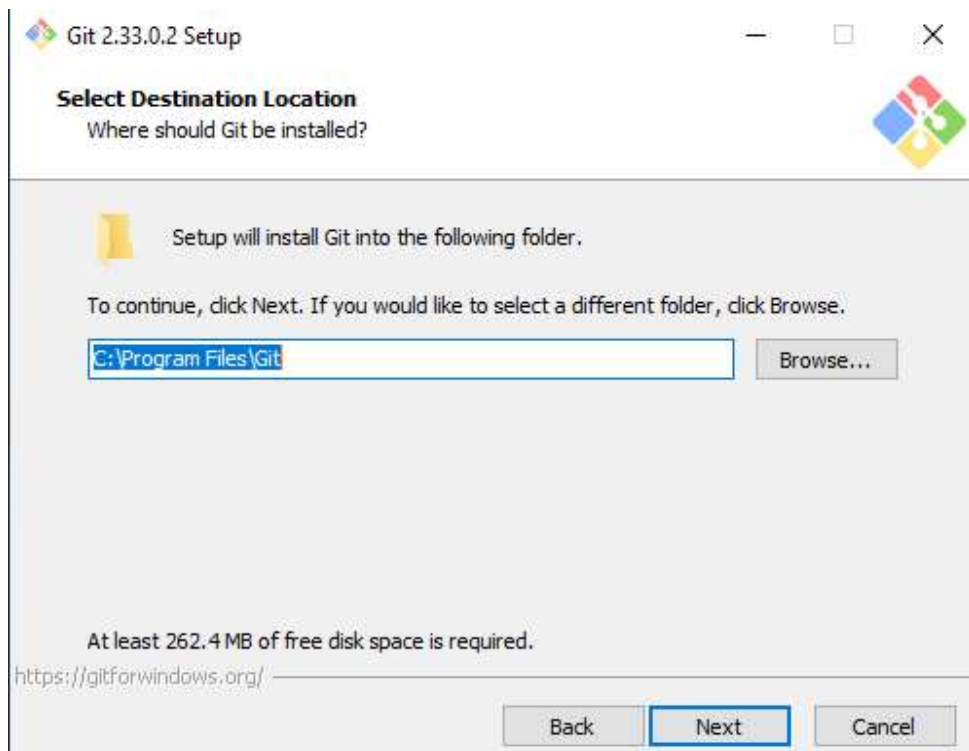 Git 2.33.0.2 Setup
Select Destination Location
Where should Git be installed?
Setup will install Git into the following folder.
To continue, click Next. If you would like to select a different folder, click Browse.
C:\Program Files\Git
Browse...
At least 262.4 MB of free disk space is required.
https://gitforwindows.org/
Back Next Cancel